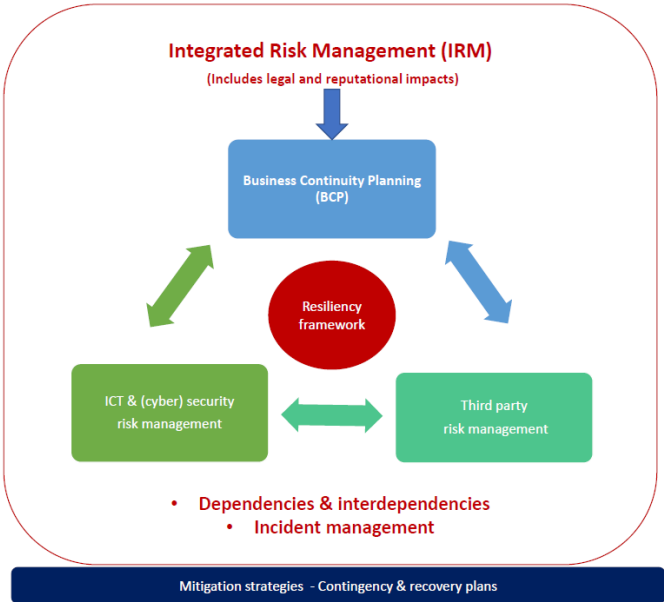 Integrated Risk Management (IRM)
(Includes legal and reputational impacts)
Business Continuity Planning
(BCP)
Resiliency
framework
ICT & (cyber) security
risk management
Third party
risk management
• Dependencies & interdependencies
• Incident management
Mitigation strategies - Contingency & recovery plans